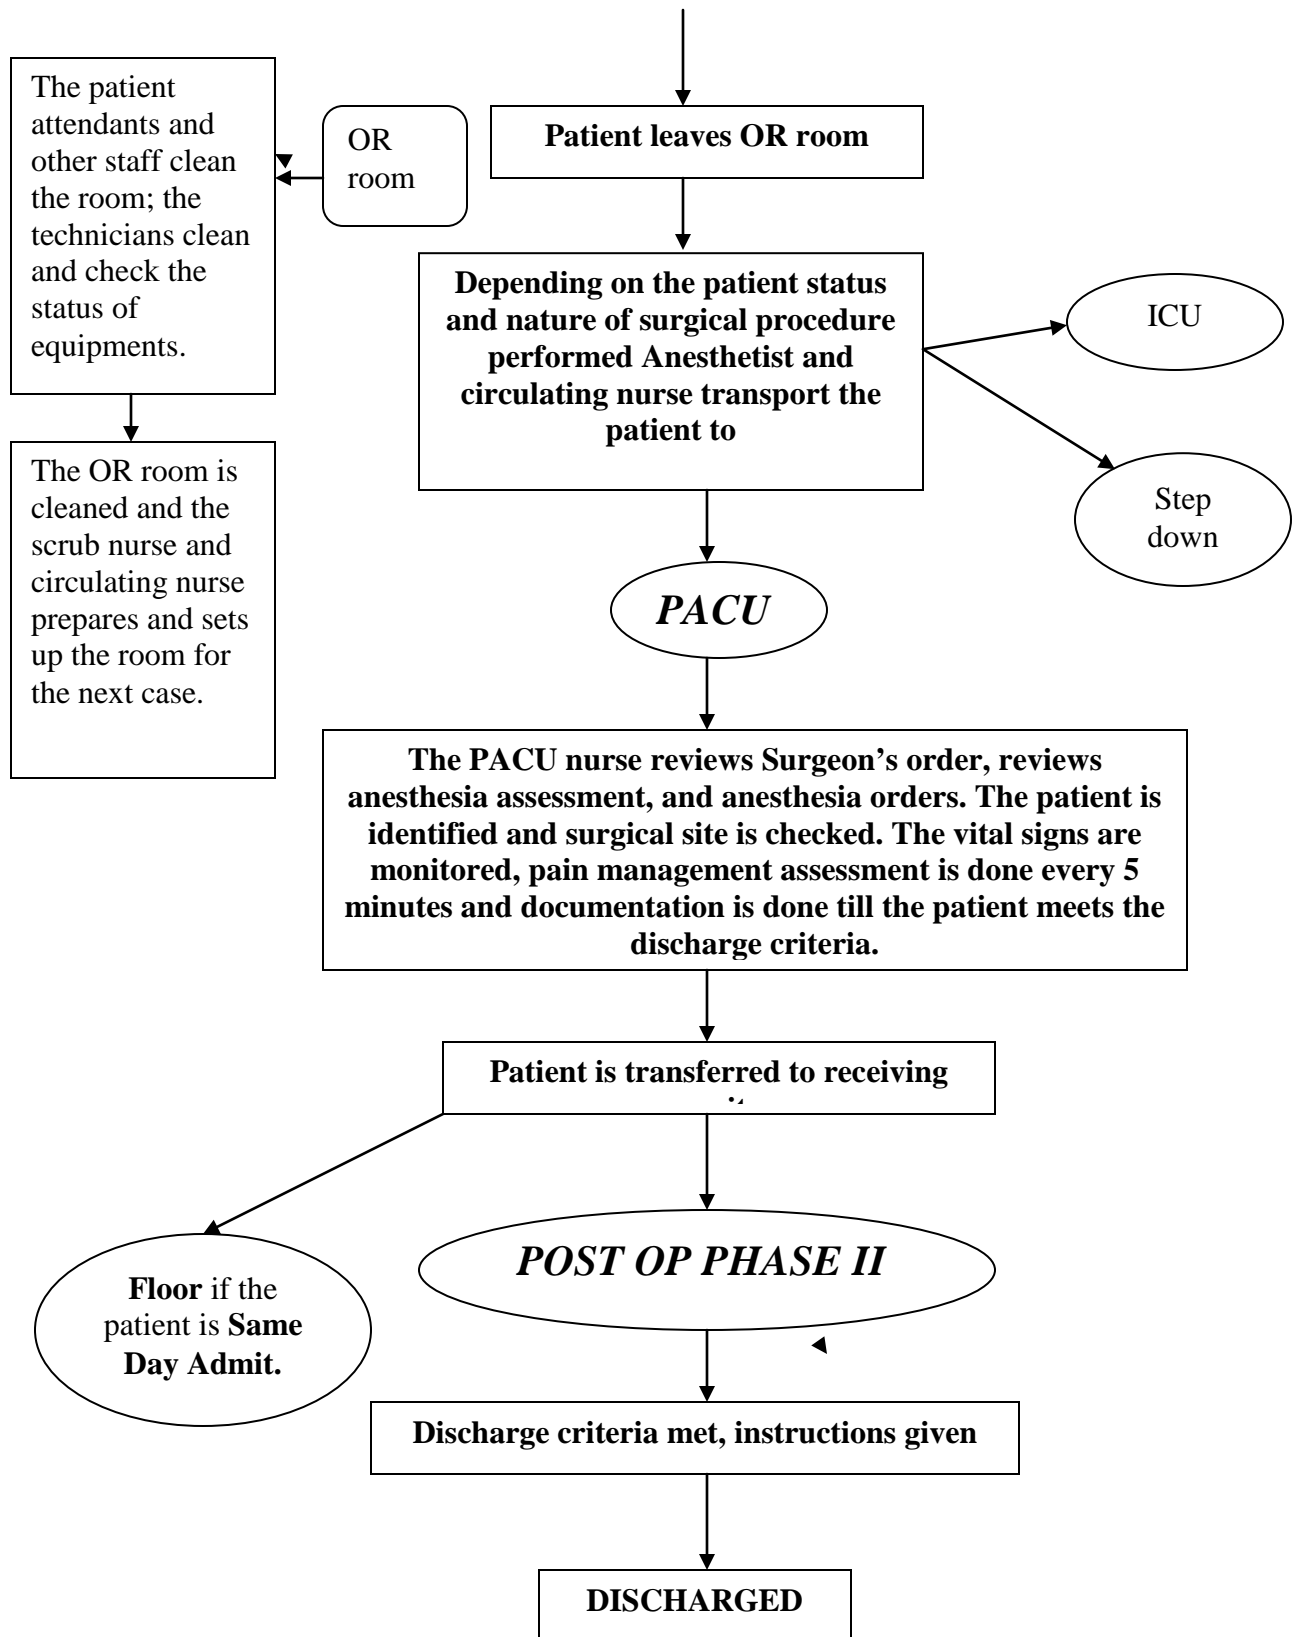 The patient
attendants and
other staff clean
the room; the
technicians clean
and check the
status of
equipments.
OR
room
Patient leaves OR room
Depending on the patient status
and nature of surgical procedure
performed Anesthetist and
circulating nurse transport the
patient to
ICU
Step
down
The OR room is
cleaned and the
scrub nurse and
circulating nurse
prepares and sets
up the room for
the next case.
PACU
The PACU nurse reviews Surgeon’s order, reviews
anesthesia assessment, and anesthesia orders. The patient is
identified and surgical site is checked. The vital signs are
monitored, pain management assessment is done every 5
minutes and documentation is done till the patient meets the
discharge criteria.
Patient is transferred to receiving
Floor if the
patient is Same
Day Admit.
POST OP PHASE II
Discharge criteria met, instructions given
DISCHARGED